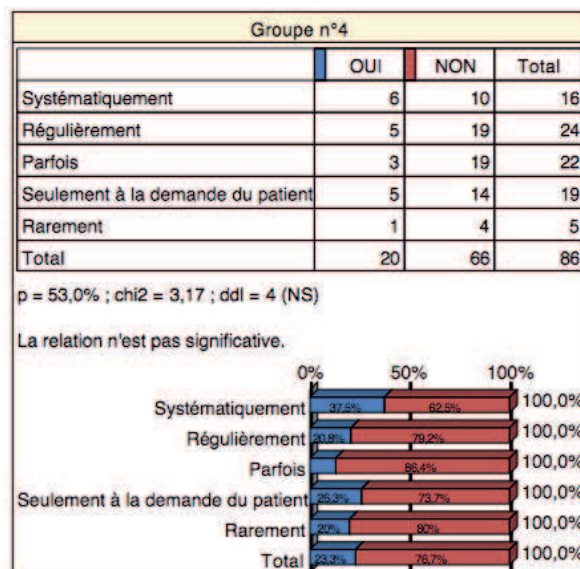 Groupe n°4
OUI NON Total
Systématiquement 6 10 16
Régulièrement 5 19 24
Parfois 3 19 22
Seulement à la demande du patient 5 14 19
Rarement 1 4 5
Total 20 66 86
p = 53,0% ; chi2 = 3,17 ; ddl = 4 (NS)
La relation n'est pas significative.
0% 50% 100%
Systématiquement 37,5% 62,5% 100,0%
Régulièrement 20,8% 79,2% 100,0%
Parfois 86,4% 100,0%
Seulement à la demande du patient 26,3% 73,7% 100,0%
Rarement 20% 80% 100,0%
Total 23,3% 76,7% 100,0%